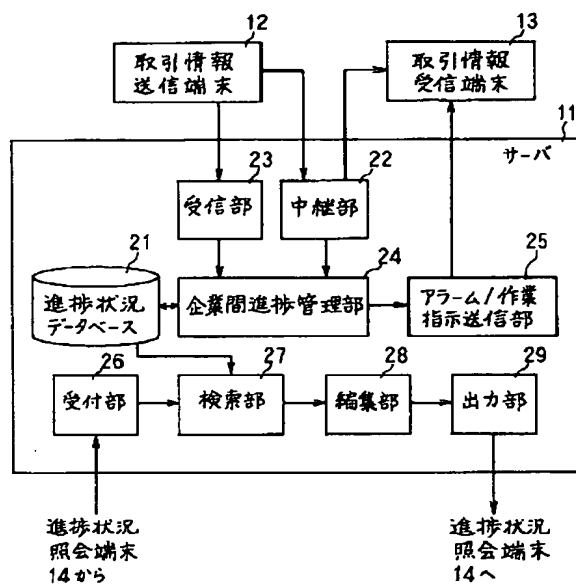 12
取引情報
送信端末
13
取引情報
受信端末
11
サーバ
23
受信部
22
中継部
21
進捗状況
データベース
24
企業間進捗管理部
25
アラーム/作業
指示送信部
26
受付部
27
検索部
28
編集部
29
出力部
進捗状況
照会端末
14から
進捗状況
照会端末
14へ